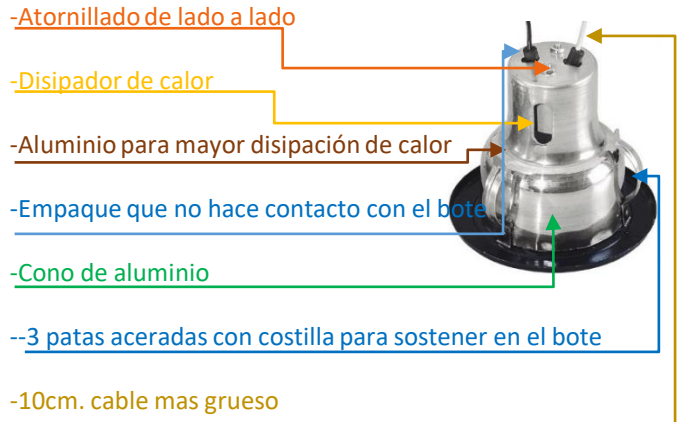 -Atornillado de lado a lado
-Disipador de calor
-Aluminio para mayor disipación de calor
-Empaque que no hace contacto con el bote
-Cono de aluminio
--3 patas aceradas con costilla para sostener en el bote
-10cm. cable mas grueso